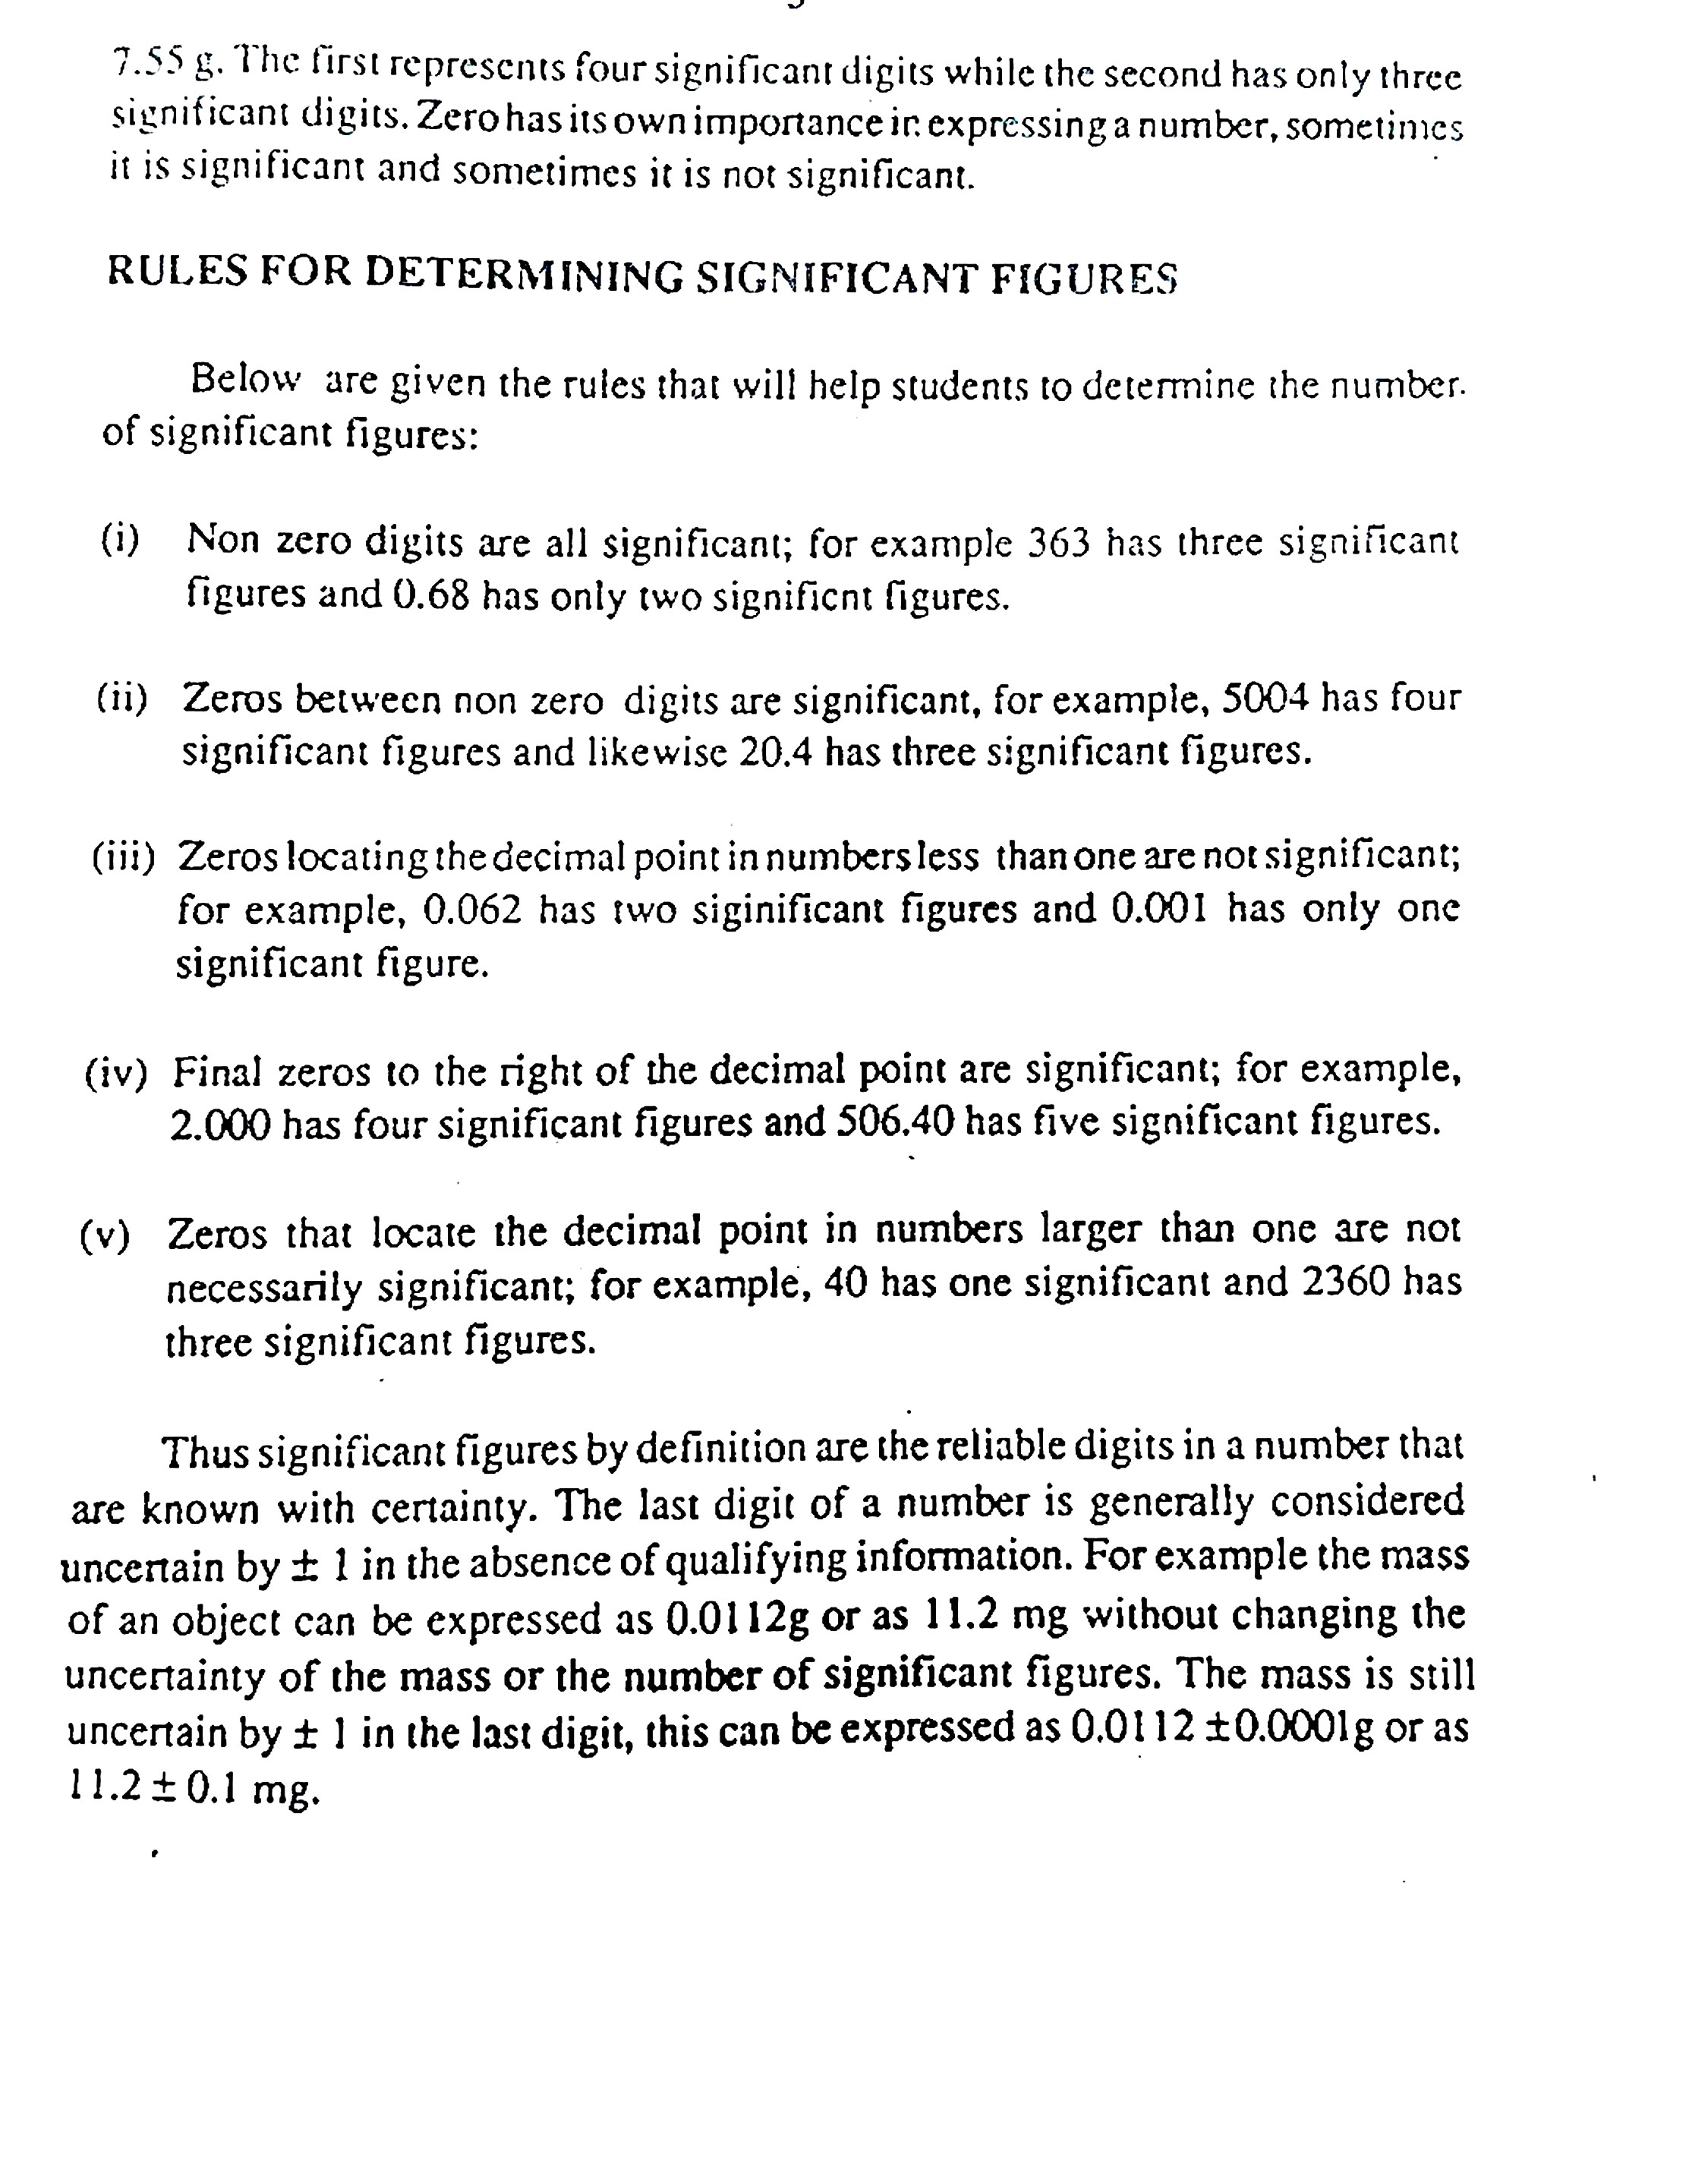 7.55 g. The first represents four significant digits while the second has only three
significant digits. Zero has its own importance in expressing a number, sometimes
it is significant and sometimes it is not significant.
RULES FOR DETERMINING SIGNIFICANT FIGURES
Below are given the rules that will help students to determine the number.
of significant figures:
(i) Non zero digits are all significant; for example 363 has three significant
figures and 0.68 has only two significnt figures.
(ii) Zeros between non zero digits are significant, for example, 5004 has four
significant figures and likewise 20.4 has three significant figures.
(iii) Zeros locating the decimal point in numbers less than one are not significant;
for example, 0.062 has two siginificant figures and 0.001 has only one
significant figure.
(iv) Final zeros to the right of the decimal point are significant; for example,
2.000 has four significant figures and 506.40 has five significant figures.
(v) Zeros that locate the decimal point in numbers larger than one are not
necessarily significant; for example, 40 has one significant and 2360 has
three significant figures.
Thus significant figures by definition are the reliable digits in a number that
are known with certainty. The last digit of a number is generally considered
uncertain by ± 1 in the absence of qualifying information. For example the mass
of an object can be expressed as 0.0112g or as 11.2 mg without changing the
uncertainty of the mass or the number of significant figures. The mass is still
uncertain by ± 1 in the last digit, this can be expressed as 0.0112 ±0.0001g or as
11.2 ± 0.1 mg.